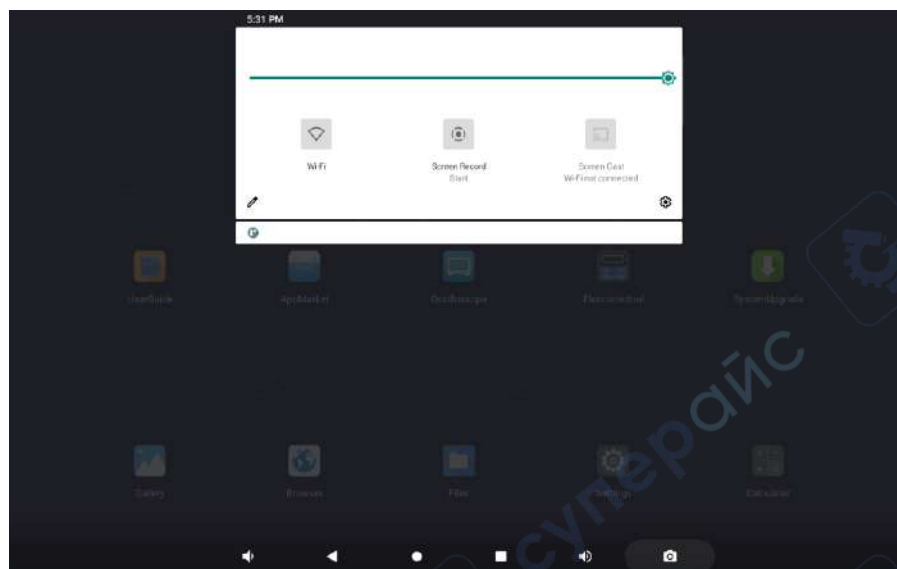 5:31 PM
Wi-Fi
Screen Record
Start
Screen Cast
Wi-Fi not connected
UserGuide
AppMarket
Oscilloscope
SystemUpgrade
Gallery
Browser
Files
Settings
Calculator
суперайс